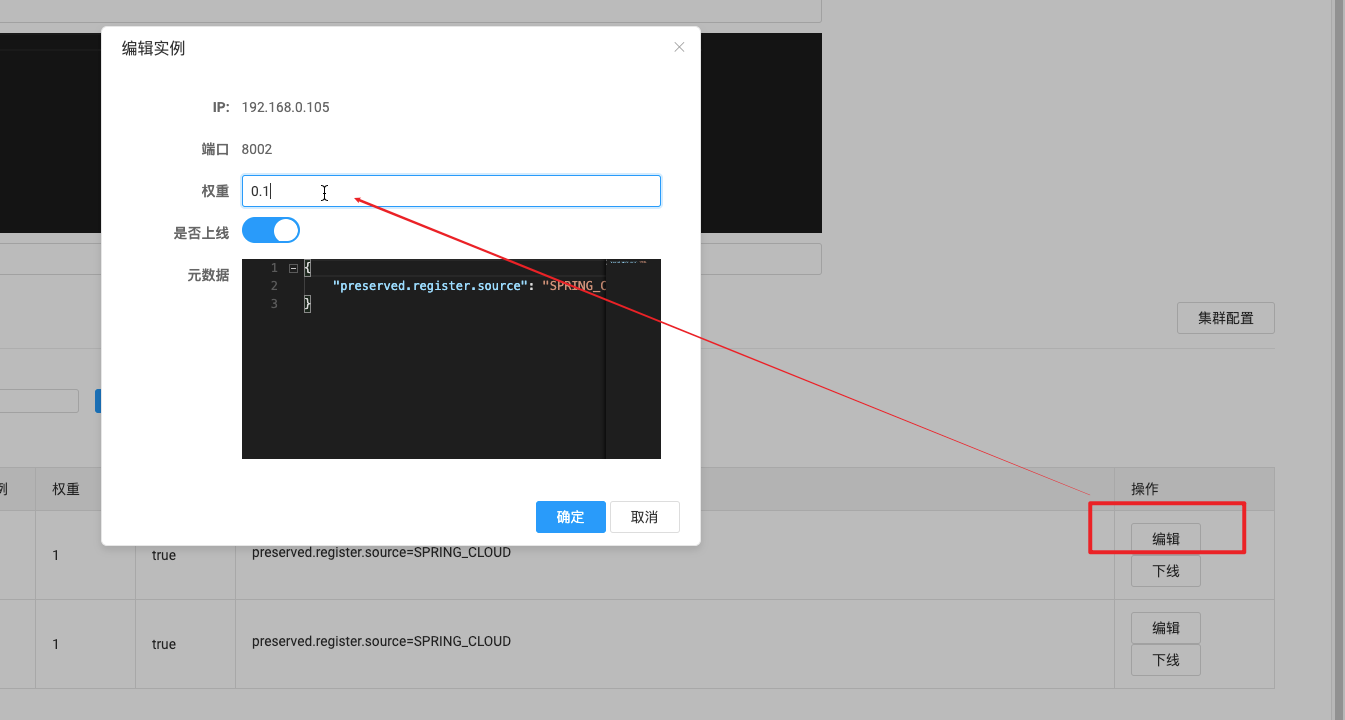 编辑实例
IP: 192.168.0.105
端口 8002
权重 0.1
是否上线
元数据
1 {
2 "preserved.register.source": "SPRING_C
3 }
集群配置
确定 取消
例 权重 操作
1 true preserved.register.source=SPRING_CLOUD 编辑
下线
1 true preserved.register.source=SPRING_CLOUD 编辑
下线